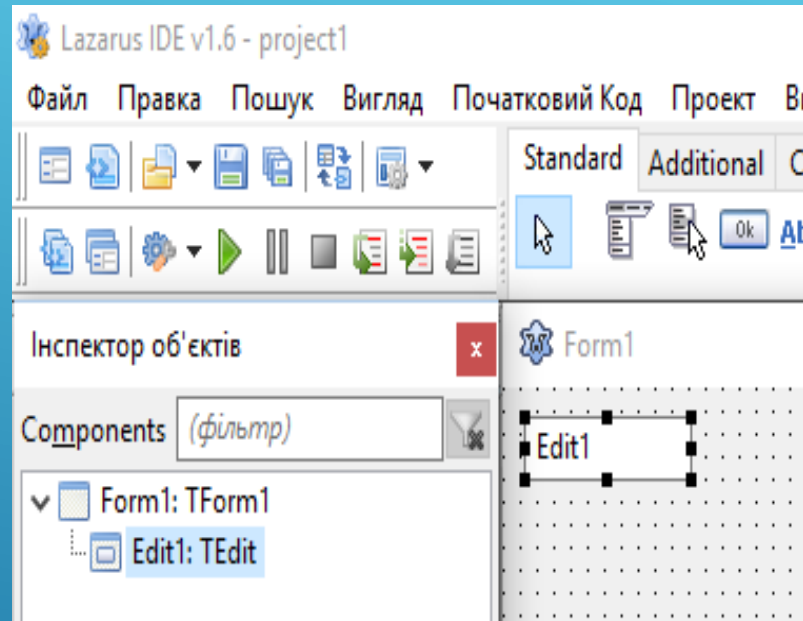 Lazarus IDE v1.6 - project1
Файл Правка Пошук Вигляд Початковий Код Проект
Standard Additional
Ok
Інспектор об'єктів x
Form1
Components (фільтр)
Edit1
Form1: TForm1
Edit1: TEdit